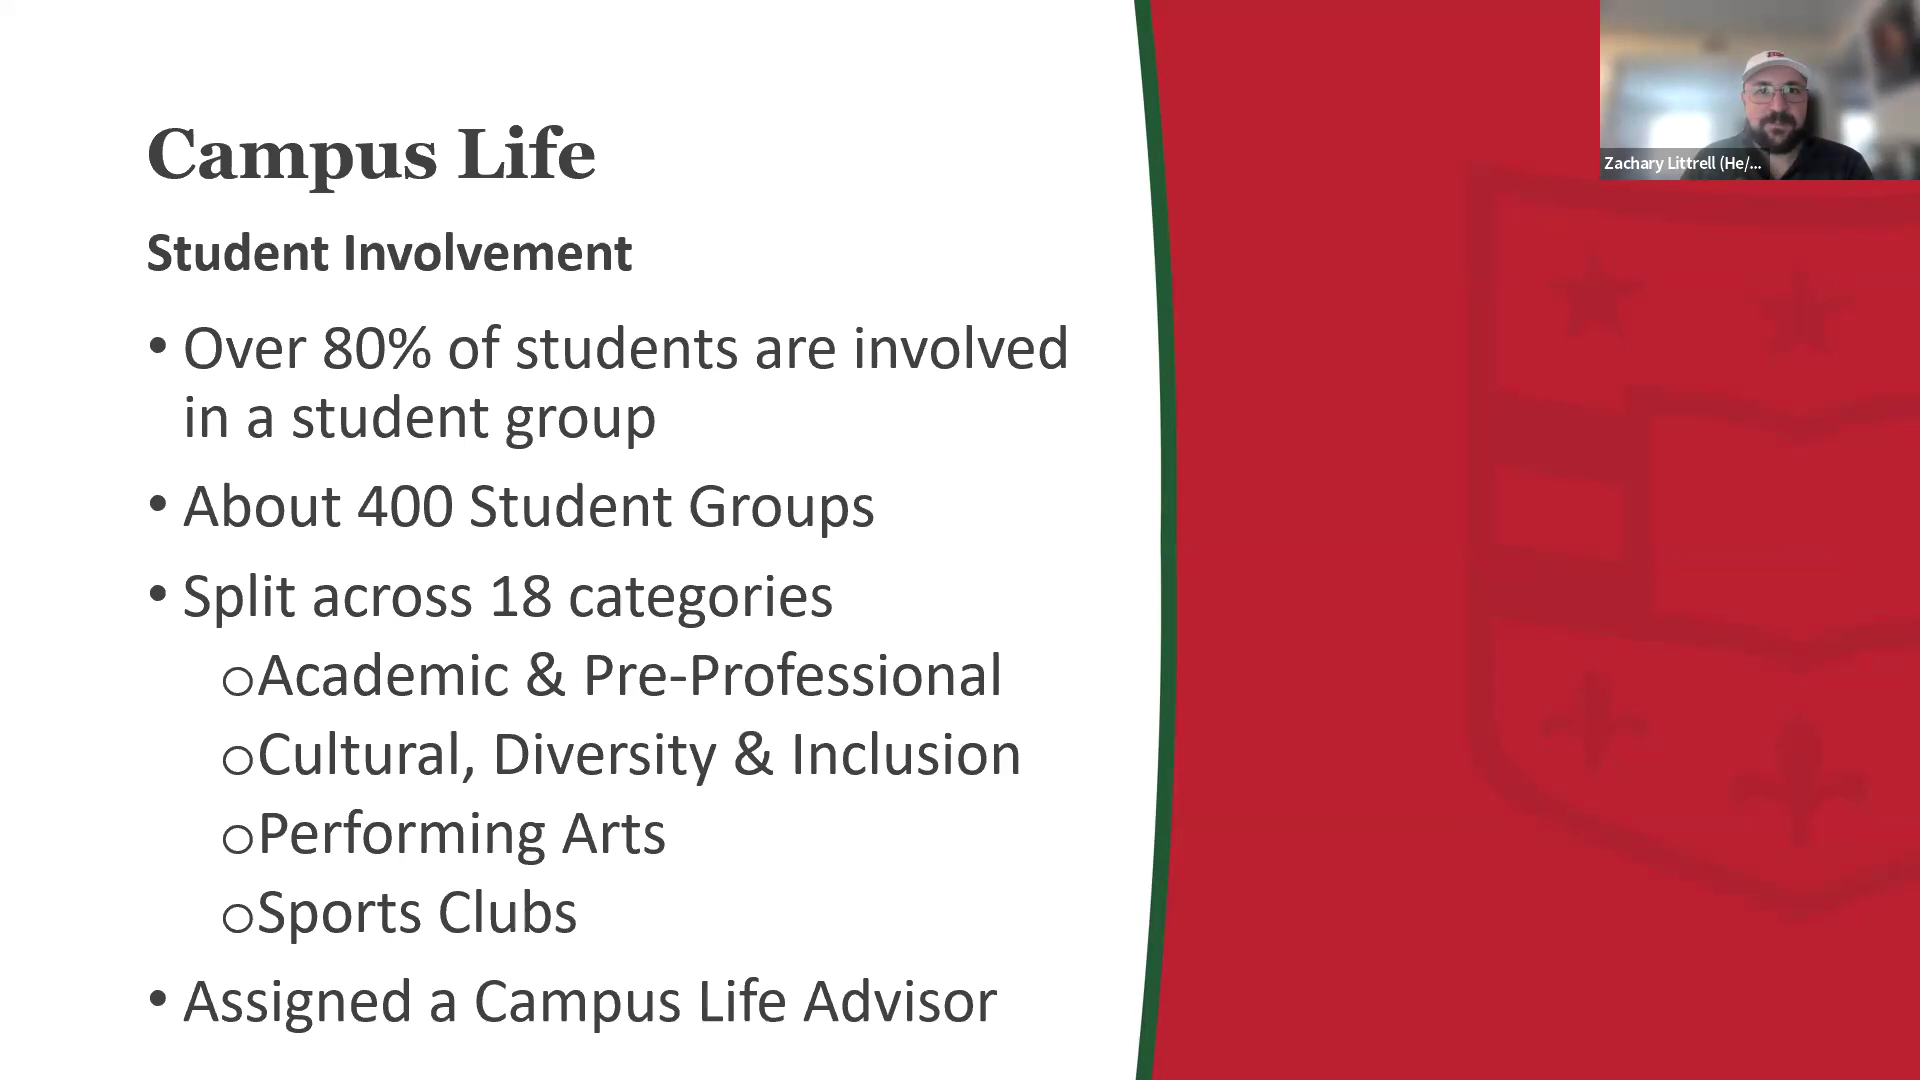 Campus Life
Student Involvement
• Over 80% of students are involved
in a student group
• About 400 Student Groups
• Split across 18 categories
oAcademic & Pre-Professional
oCultural, Diversity & Inclusion
oPerforming Arts
oSports Clubs
• Assigned a Campus Life Advisor
Zachary Littrell (He/...